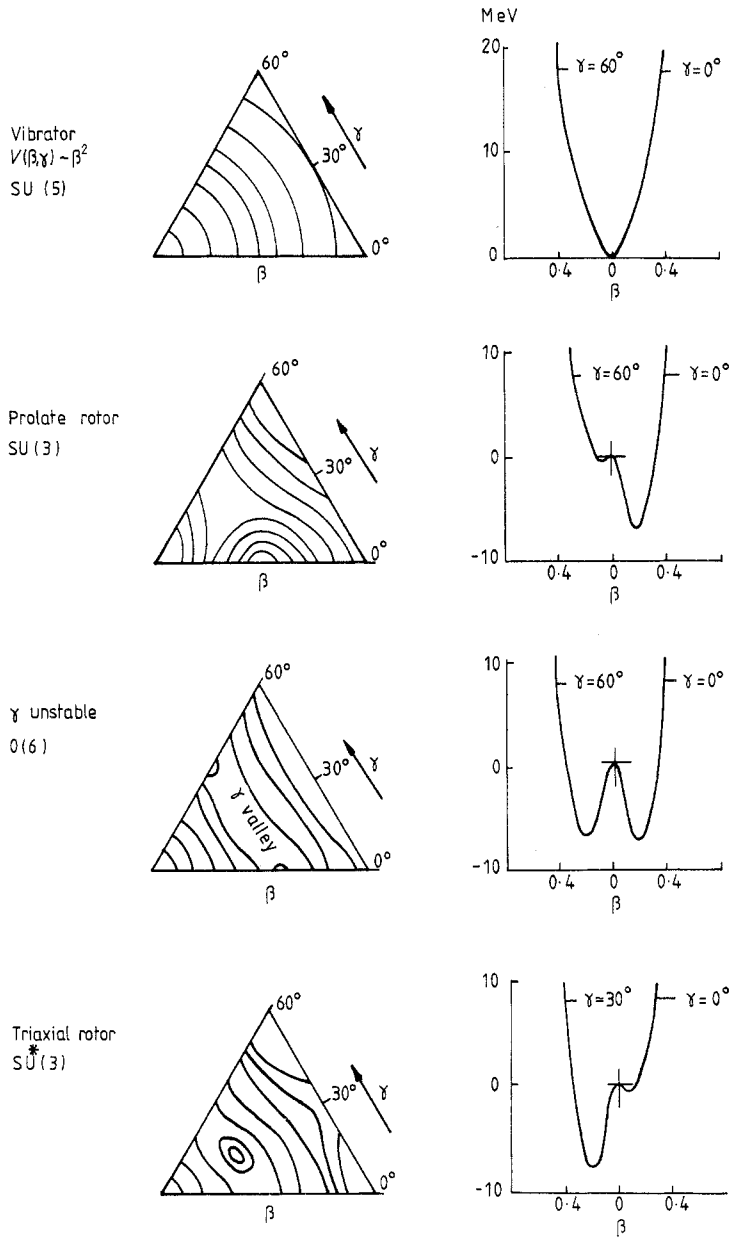 MeV
60°
Vibrator
V(β,γ) ~ β²
SU (5)
γ
30°
0°
β
20
10
0
γ=60°
γ=0°
0·4 0 0·4
β
Prolate rotor
SU (3)
60°
γ
30°
0°
β
10
0
-10
γ=60°
γ=0°
0·4 0 0·4
β
γ unstable
O(6)
60°
γ
30°
γ valley
0°
β
10
0
-10
γ=60°
γ=0°
0·4 0 0·4
β
Triaxial rotor
*
SU(3)
60°
γ
30°
0°
β
10
0
-10
γ≃30°
γ=0°
0·4 0 0·4
β